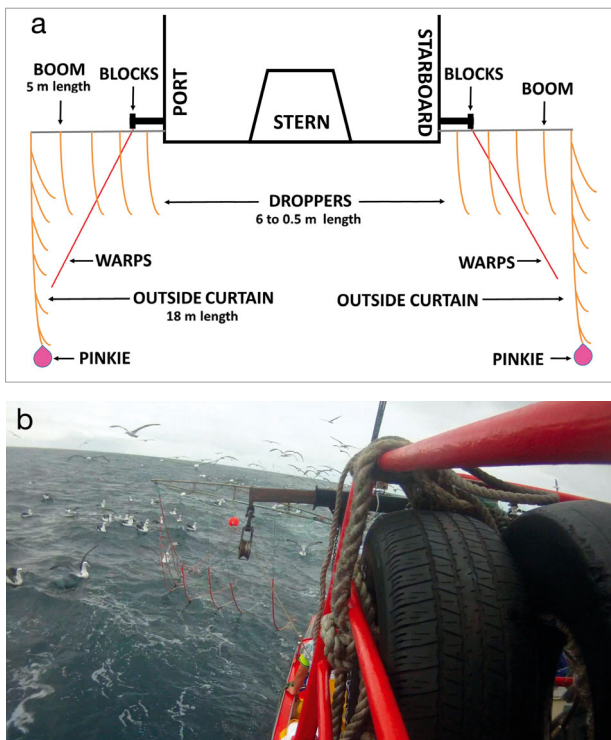 a
BOOM
5 m length
BLOCKS
PORT
STERN
STARBOARD
BLOCKS
BOOM
DROPPERS
6 to 0.5 m length
WARPS
WARPS
OUTSIDE CURTAIN
18 m length
OUTSIDE CURTAIN
PINKIE
PINKIE
b